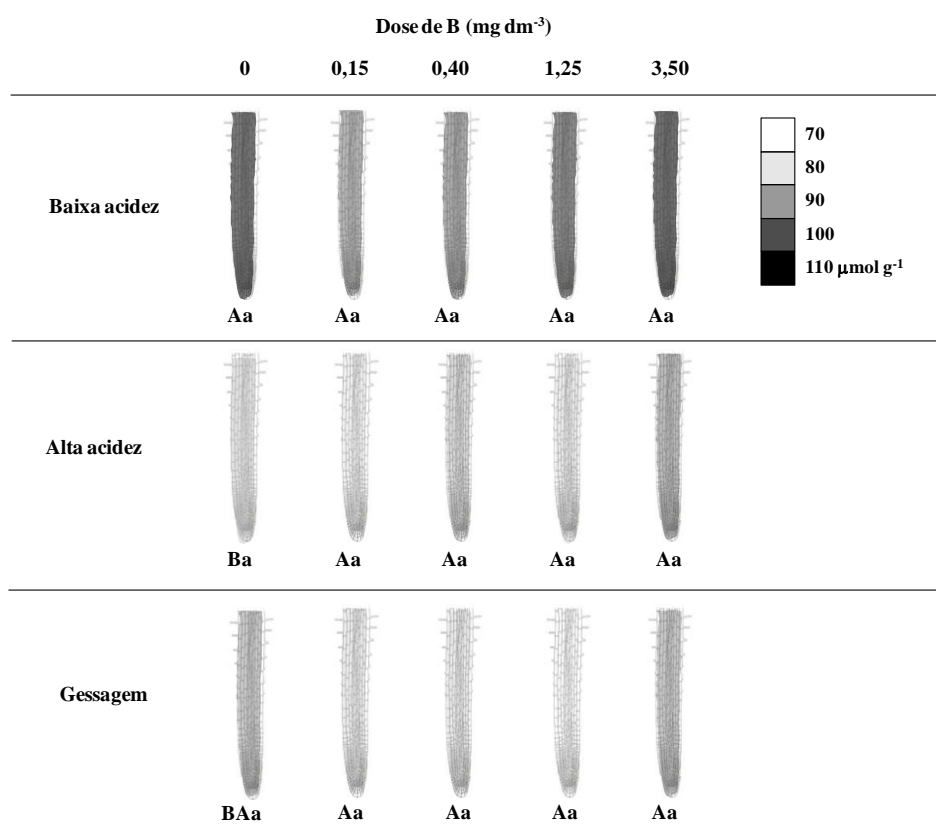 Dose de B (mg dm⁻³)
0 0,15 0,40 1,25 3,50
70
80
Baixa acidez 90
100
110 µmol g⁻¹
Aa Aa Aa Aa Aa
Alta acidez
Ba Aa Aa Aa Aa
Gessagem
BAa Aa Aa Aa Aa